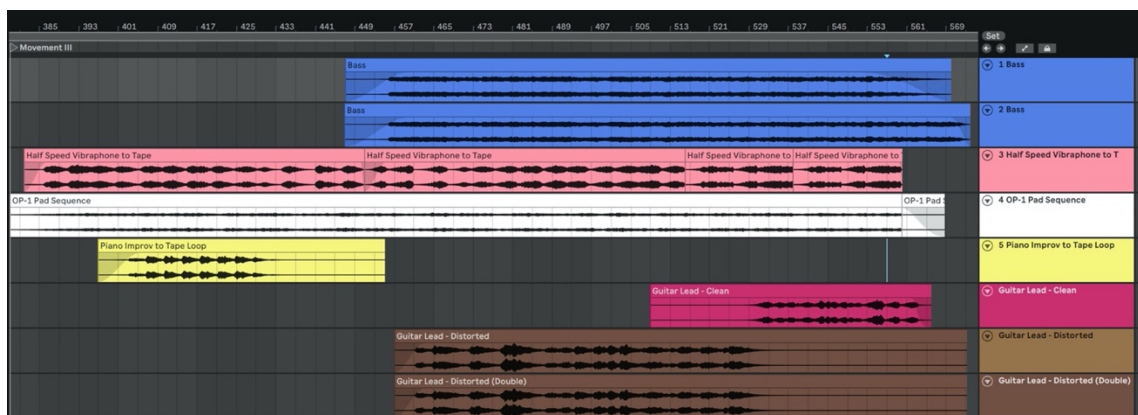 385 393 401 409 417 425 433 441 449 457 465 473 481 489 497 505 513 521 529 537 545 553 561 569
Set
Movement III
Bass
1 Bass
Bass
2 Bass
Half Speed Vibraphone to Tape Half Speed Vibraphone to Tape Half Speed Vibraphone to Half Speed Vibraphone to
3 Half Speed Vibraphone to T
OP-1 Pad Sequence OP-1 Pad S
4 OP-1 Pad Sequence
Piano Improv to Tape Loop
5 Piano Improv to Tape Loop
Guitar Lead - Clean
Guitar Lead - Clean
Guitar Lead - Distorted
Guitar Lead - Distorted
Guitar Lead - Distorted (Double)
Guitar Lead - Distorted (Double)